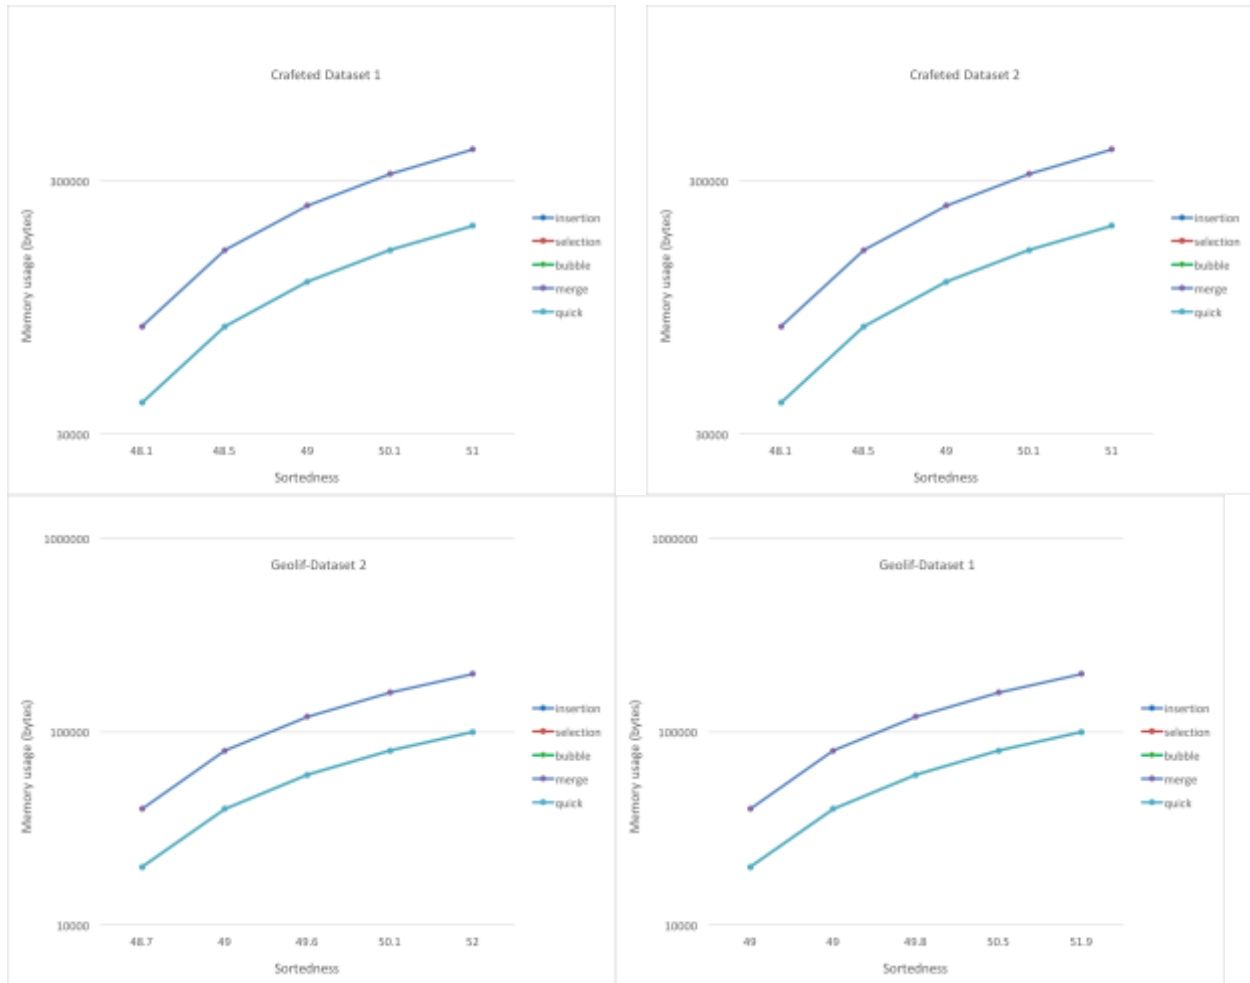 Crafeted Dataset 1
300000
30000
Memory usage (bytes)
48.1 48.5 49 50.1 51
Sortedness
insertion
selection
bubble
merge
quick
Crafeted Dataset 2
300000
30000
Memory usage (bytes)
48.1 48.5 49 50.1 51
Sortedness
insertion
selection
bubble
merge
quick
1000000
Geolif-Dataset 2
100000
10000
Memory usage (bytes)
48.7 49 49.6 50.1 52
Sortedness
insertion
selection
bubble
merge
quick
1000000
Geolif-Dataset 1
100000
10000
Memory usage (bytes)
49 49 49.8 50.5 51.9
Sortedness
insertion
selection
bubble
merge
quick